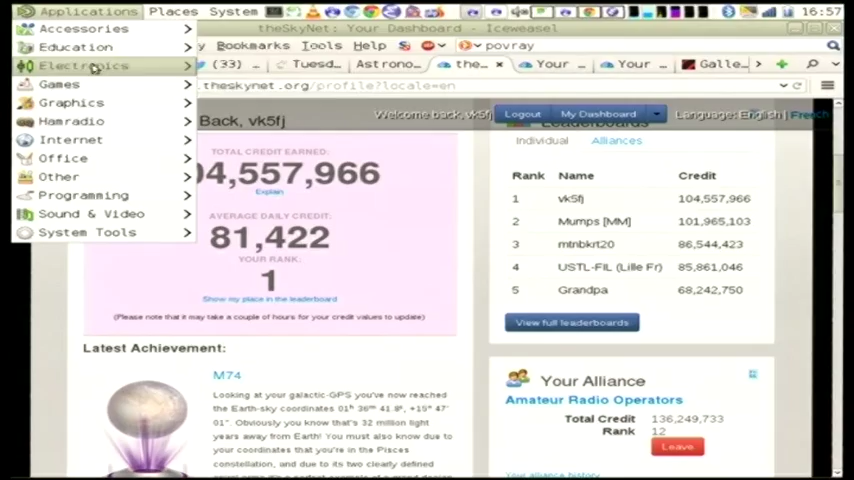 Applications Places System 16:57
theSkyNet: Your Dashboard - Iceweasel
Accessories
Education
Electronics
Games
Graphics
Hamradio
Internet
Office
Other
Programming
Sound & Video
System Tools
Bookmarks Tools Help povray
(33) Tuesd… Astrono… the… Your … Your … Galle…
theskynet.org/profile?locale=en
Back, vk5fj
Welcome back, vk5fj Logout My Dashboard Language: English | French
TOTAL CREDIT EARNED:
04,557,966
Explain
AVERAGE DAILY CREDIT:
81,422
YOUR RANK:
1
Show my place in the leaderboard
(Please note that it may take a couple of hours for your credit values to update)
Latest Achievement:
M74
Looking at your galactic-GPS you've now reached
the Earth-sky coordinates 01h 36m 41.8s, +15° 47'
01". Obviously you know that's 32 million light
years away from Earth! You must also know due to
your coordinates that you're in the Pisces
constellation, and due to its two clearly defined
Leaderboards
Individual Alliances
Rank Name Credit
1 vk5fj 104,557,966
2 Mumps [MM] 101,965,103
3 mtnbkrt20 86,544,423
4 USTL-FIL (Lille Fr) 85,861,046
5 Grandpa 68,242,750
View full leaderboards
Your Alliance
Amateur Radio Operators
Total Credit 136,249,733
Rank 12
Leave
Your alliance history